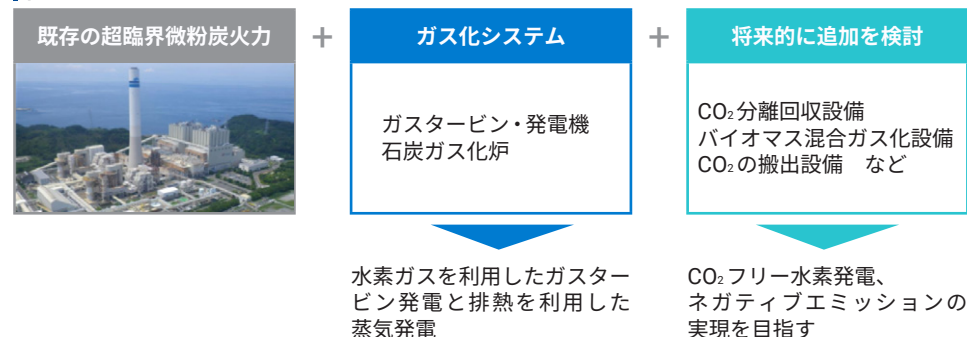 既存の超臨界微粉炭火力
+
ガス化システム
+
将来的に追加を検討
ガスタービン・発電機
石炭ガス化炉
CO₂分離回収設備
バイオマス混合ガス化設備
CO₂の搬出設備　など
水素ガスを利用したガスター
ビン発電と排熱を利用した
蒸気発電
CO₂フリー水素発電、
ネガティブエミッションの
実現を目指す